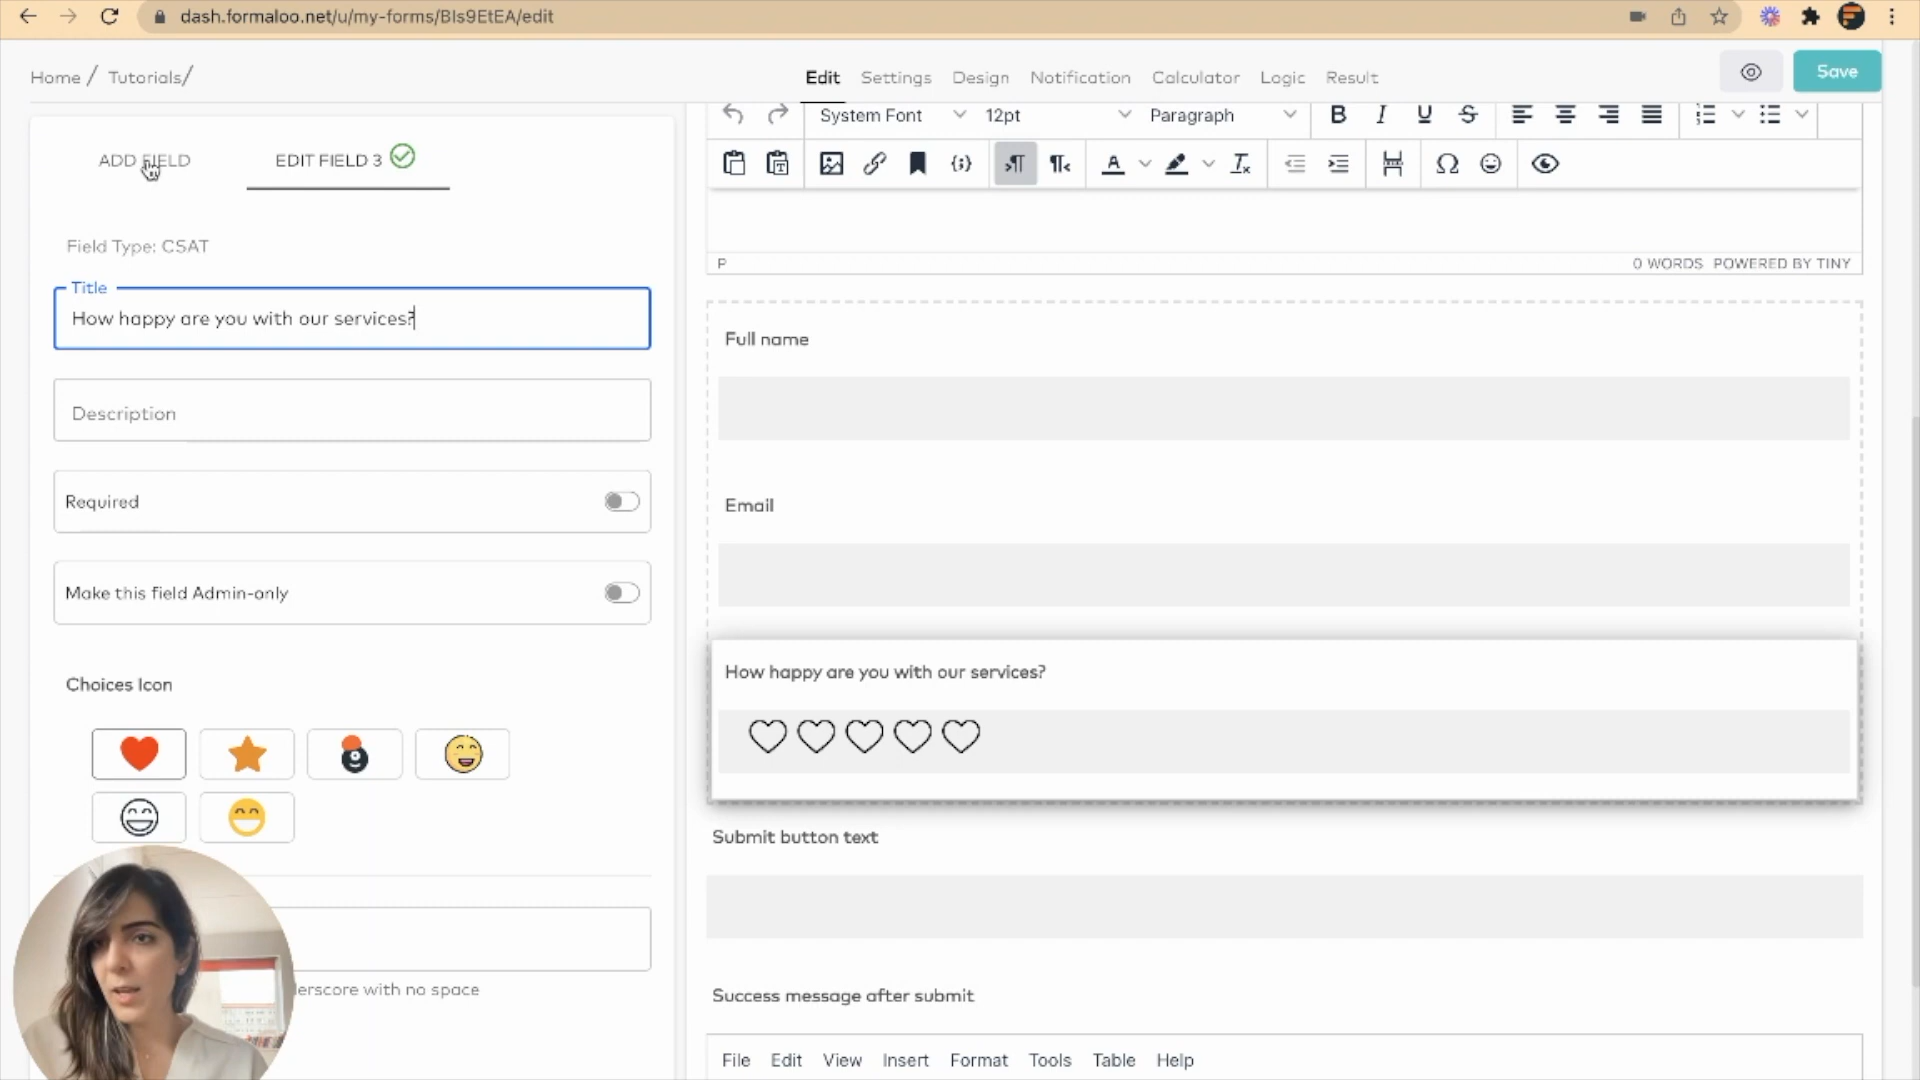 dash.formaloo.net/u/my-forms/BIs9EtEA/edit
Home / Tutorials/
Edit Settings Design Notification Calculator Logic Result
Save
System Font 12pt Paragraph
ADD FIELD
EDIT FIELD 3
Field Type: CSAT
Title
How happy are you with our services?
Description
Required
Make this field Admin-only
Choices Icon
erscore with no space
P
0 WORDS POWERED BY TINY
Full name
Email
How happy are you with our services?
Submit button text
Success message after submit
File Edit View Insert Format Tools Table Help